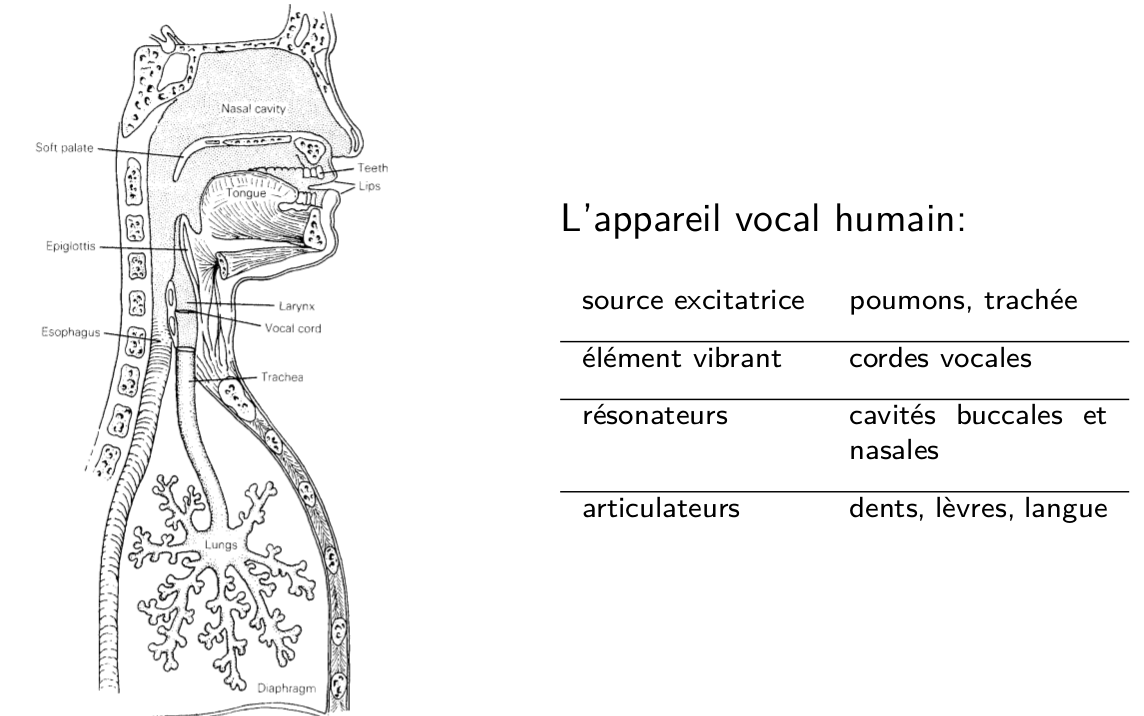 Nasal cavity
Soft palate
Teeth
Lips
Tongue
Epiglottis
Larynx
Vocal cord
Esophagus
Trachea
Lungs
Diaphragm
L'appareil vocal humain:
source excitatrice poumons, trachée
élément vibrant cordes vocales
résonateurs cavités buccales et
nasales
articulateurs dents, lèvres, langue